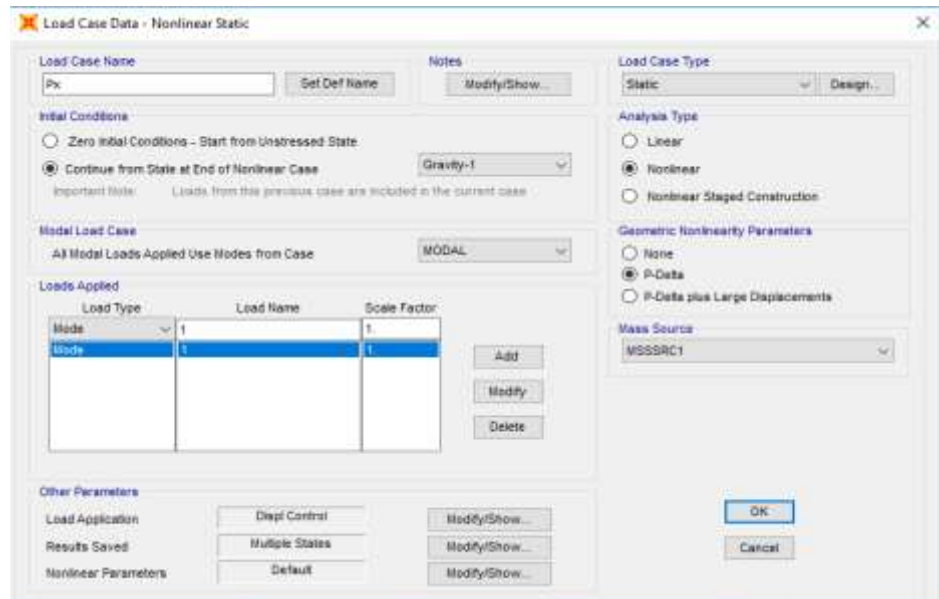 Load Case Data - Nonlinear Static
Load Case Name
Px
Set Def Name
Notes
Modify/Show...
Load Case Type
Static
Design...
Initial Conditions
Zero Initial Conditions - Start from Unstressed State
Continue from State at End of Nonlinear Case
Gravity-1
Important Note: Loads from this previous case are included in the current case
Analysis Type
Linear
Nonlinear
Nonlinear Staged Construction
Modal Load Case
All Modal Loads Applied Use Modes from Case
MODAL
Geometric Nonlinearity Parameters
None
P-Delta
P-Delta plus Large Displacements
Loads Applied
Load Type Load Name Scale Factor
Mode 1 1.
Mode 1 1.
Add
Modify
Delete
Mass Source
MSSSRC1
Other Parameters
Load Application Displ Control Modify/Show...
Results Saved Multiple States Modify/Show...
Nonlinear Parameters Default Modify/Show...
OK
Cancel